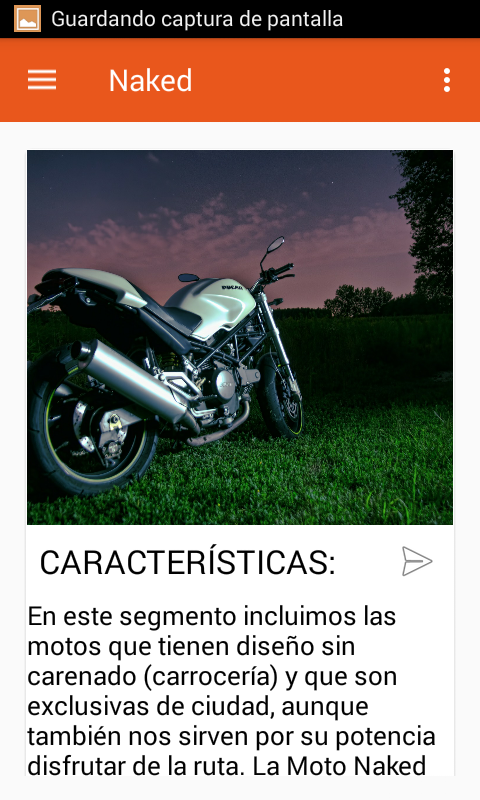 Guardando captura de pantalla
Naked
DUCATI
CARACTERÍSTICAS:
En este segmento incluimos las
motos que tienen diseño sin
carenado (carrocería) y que son
exclusivas de ciudad, aunque
también nos sirven por su potencia
disfrutar de la ruta. La Moto Naked